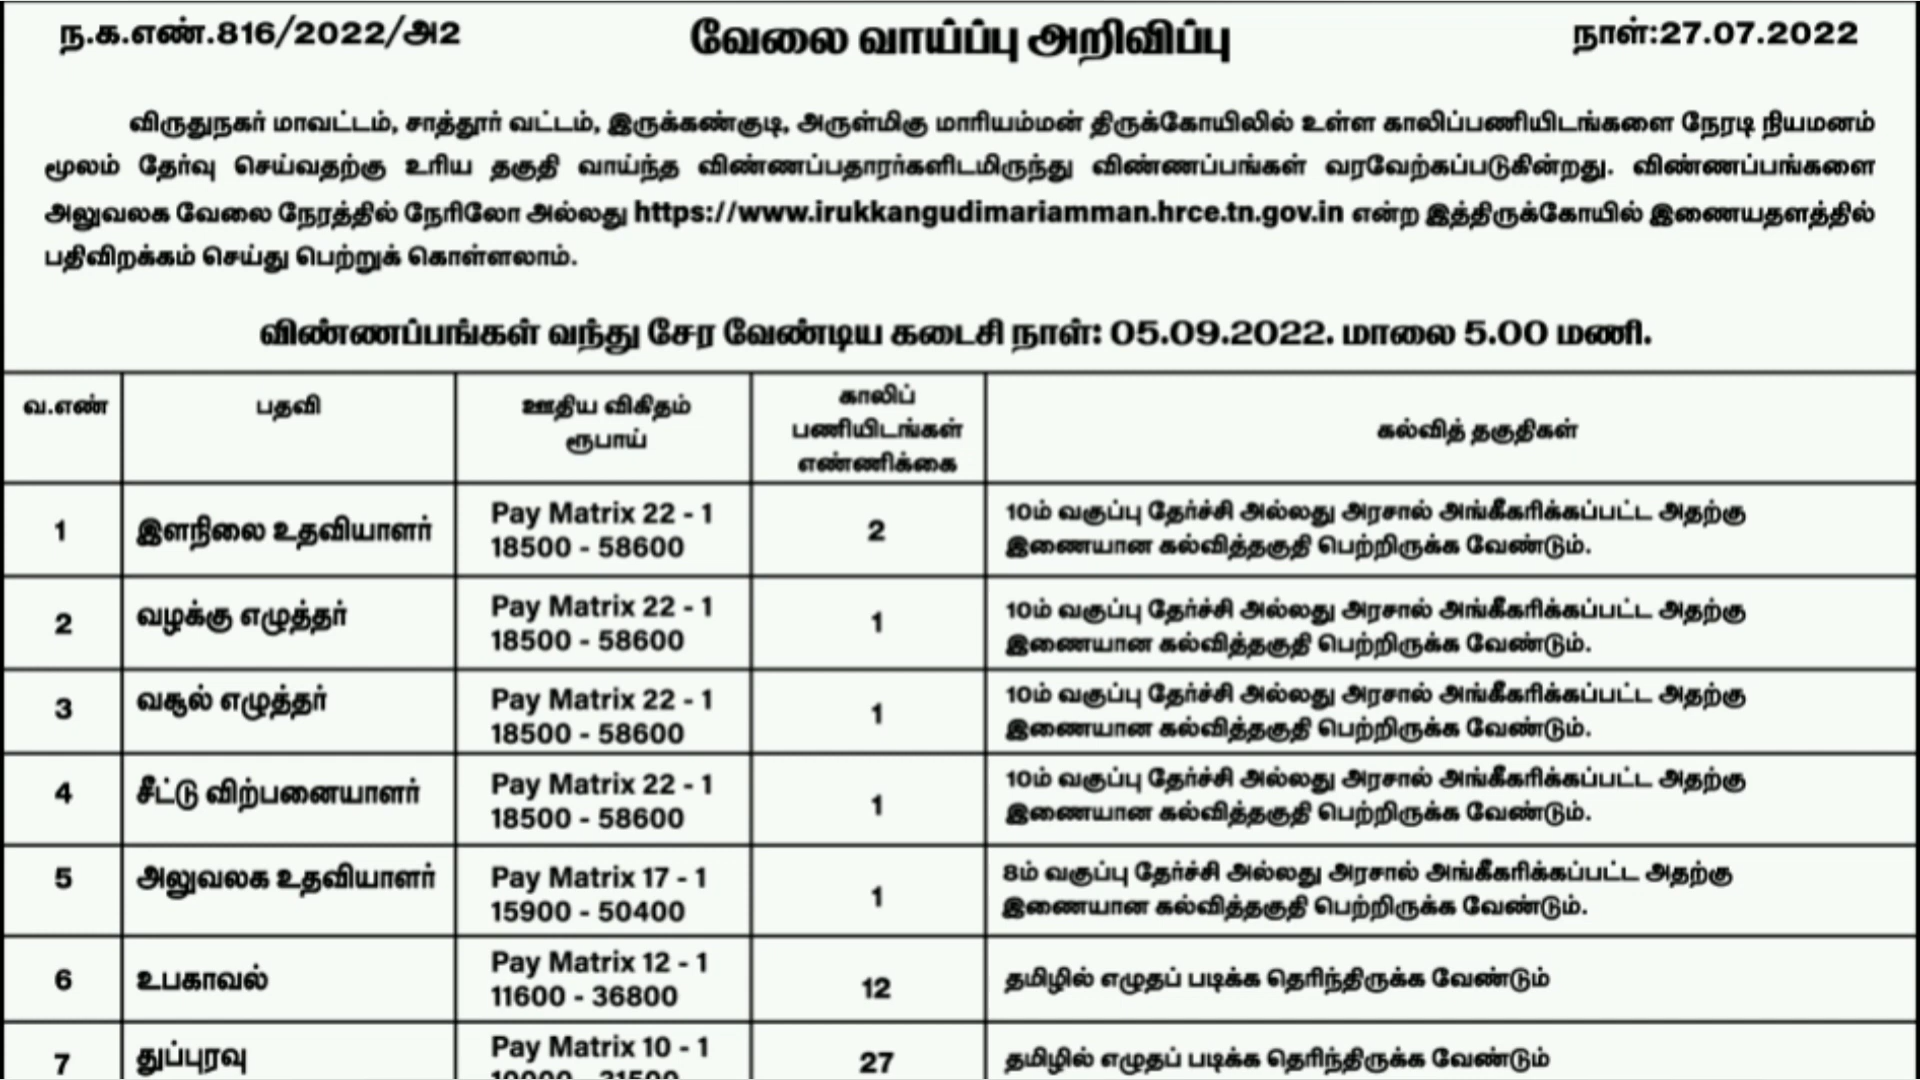 ந.க.எண்.816/2022/அ2
வேலை வாய்ப்பு அறிவிப்பு
நாள்:27.07.2022
விருதுநகர் மாவட்டம், சாத்தூர் வட்டம், இருக்கண்குடி, அருள்மிகு மாரியம்மன் திருக்கோயிலில் உள்ள காலிப்பணியிடங்களை நேரடி நியமனம்
மூலம் தேர்வு செய்வதற்கு உரிய தகுதி வாய்ந்த விண்ணப்பதாரர்களிடமிருந்து விண்ணப்பங்கள் வரவேற்கப்படுகின்றது. விண்ணப்பங்களை
அலுவலக வேலை நேரத்தில் நேரிலோ அல்லது https://www.irukkangudimariamman.hrce.tn.gov.in என்ற இத்திருக்கோயில் இணையதளத்தில்
பதிவிறக்கம் செய்து பெற்றுக் கொள்ளலாம்.
விண்ணப்பங்கள் வந்து சேர வேண்டிய கடைசி நாள்: 05.09.2022. மாலை 5.00 மணி.
வ.எண்
பதவி
ஊதிய விகிதம்
ரூபாய்
காலிப்
பணியிடங்கள்
எண்ணிக்கை
கல்வித் தகுதிகள்
1
இளநிலை உதவியாளர்
Pay Matrix 22 - 1
18500 - 58600
2
10ம் வகுப்பு தேர்ச்சி அல்லது அரசால் அங்கீகரிக்கப்பட்ட அதற்கு
இணையான கல்வித்தகுதி பெற்றிருக்க வேண்டும்.
2
வழக்கு எழுத்தர்
Pay Matrix 22 - 1
18500 - 58600
1
10ம் வகுப்பு தேர்ச்சி அல்லது அரசால் அங்கீகரிக்கப்பட்ட அதற்கு
இணையான கல்வித்தகுதி பெற்றிருக்க வேண்டும்.
3
வசூல் எழுத்தர்
Pay Matrix 22 - 1
18500 - 58600
1
10ம் வகுப்பு தேர்ச்சி அல்லது அரசால் அங்கீகரிக்கப்பட்ட அதற்கு
இணையான கல்வித்தகுதி பெற்றிருக்க வேண்டும்.
4
சீட்டு விற்பனையாளர்
Pay Matrix 22 - 1
18500 - 58600
1
10ம் வகுப்பு தேர்ச்சி அல்லது அரசால் அங்கீகரிக்கப்பட்ட அதற்கு
இணையான கல்வித்தகுதி பெற்றிருக்க வேண்டும்.
5
அலுவலக உதவியாளர்
Pay Matrix 17 - 1
15900 - 50400
1
8ம் வகுப்பு தேர்ச்சி அல்லது அரசால் அங்கீகரிக்கப்பட்ட அதற்கு
இணையான கல்வித்தகுதி பெற்றிருக்க வேண்டும்.
6
உபகாவல்
Pay Matrix 12 - 1
11600 - 36800
12
தமிழில் எழுதப் படிக்க தெரிந்திருக்க வேண்டும்
7
துப்புரவு
Pay Matrix 10 - 1
27
தமிழில் எழுதப் படிக்க தெரிந்திருக்க வேண்டும்